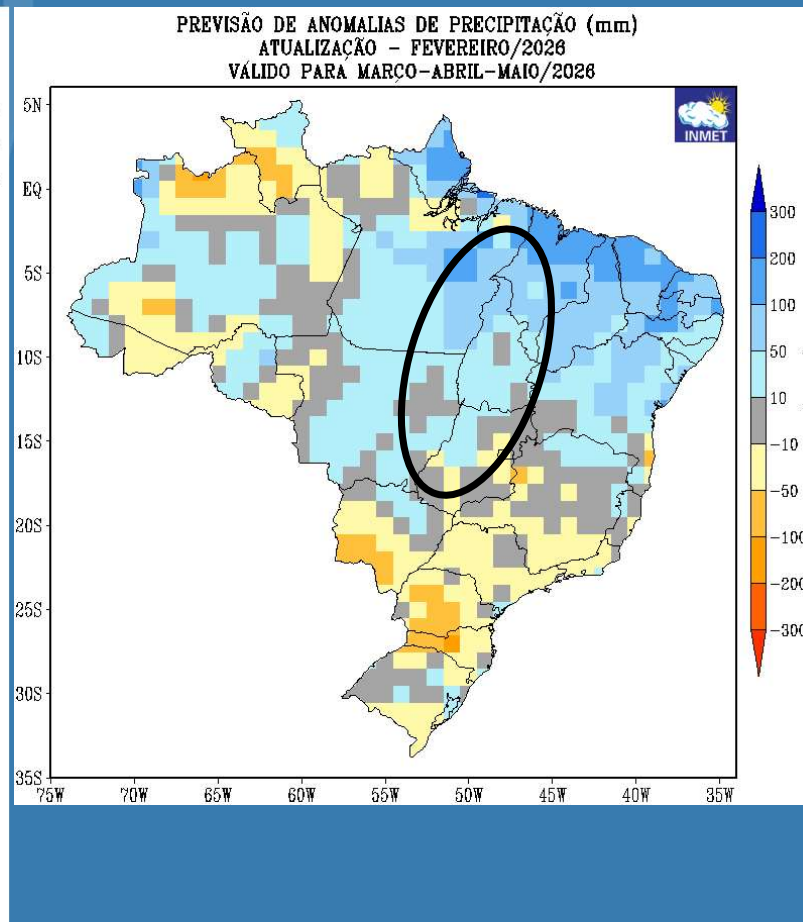 PREVISÃO DE ANOMALIAS DE PRECIPITAÇÃO (mm)
ATUALIZAÇÃO - FEVEREIRO/2026
VÁLIDO PARA MARÇO-ABRIL-MAIO/2026
INMET
5N
EQ
5S
10S
15S
20S
25S
30S
35S
75W 70W 65W 60W 55W 50W 45W 40W 35W
300
200
100
50
10
-10
-50
-100
-200
-300